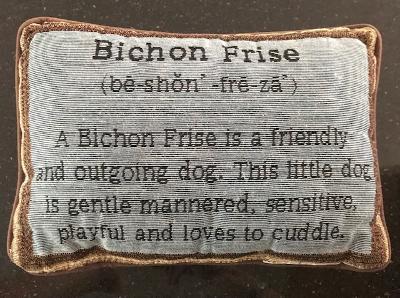 Bichon Frise
(bē-shŏn'-frē-zā')
A Bichon Frise is a friendly
and outgoing dog. This little dog
is gentle mannered, sensitive,
playful and loves to cuddle.